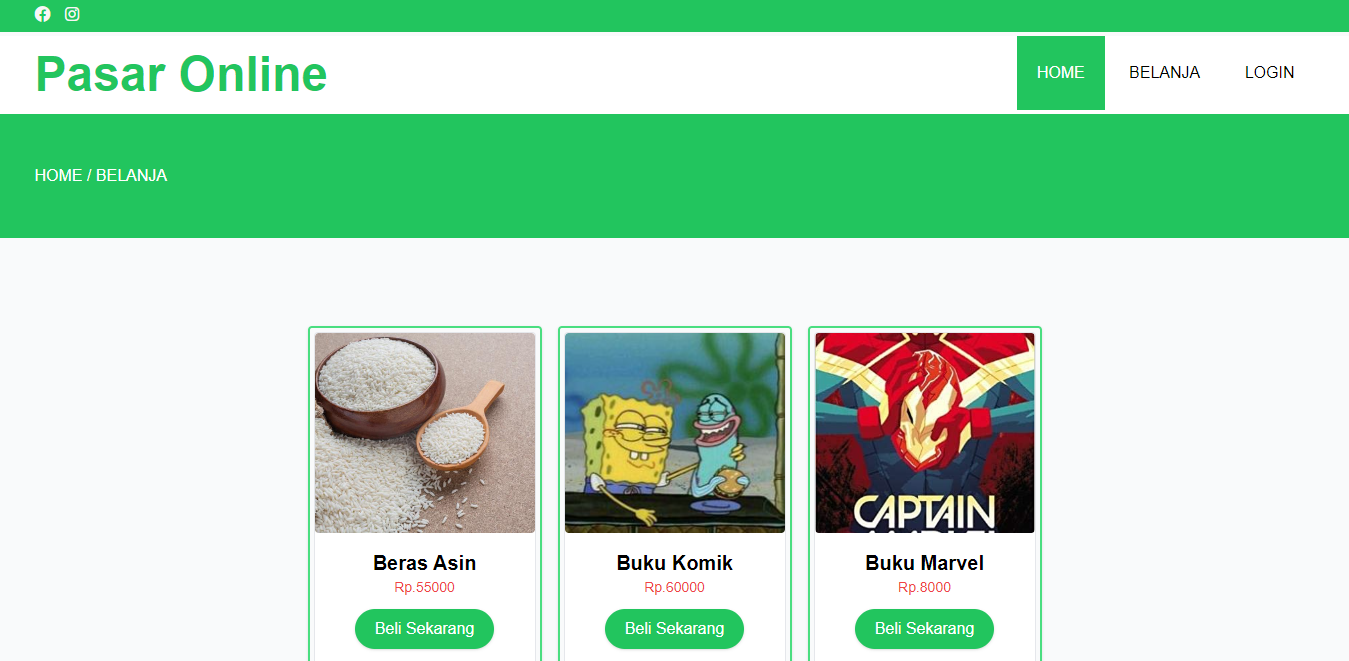 Pasar Online
HOME BELANJA LOGIN
HOME / BELANJA
CAPTAIN
Beras Asin
Rp.55000
Beli Sekarang
Buku Komik
Rp.60000
Beli Sekarang
Buku Marvel
Rp.8000
Beli Sekarang